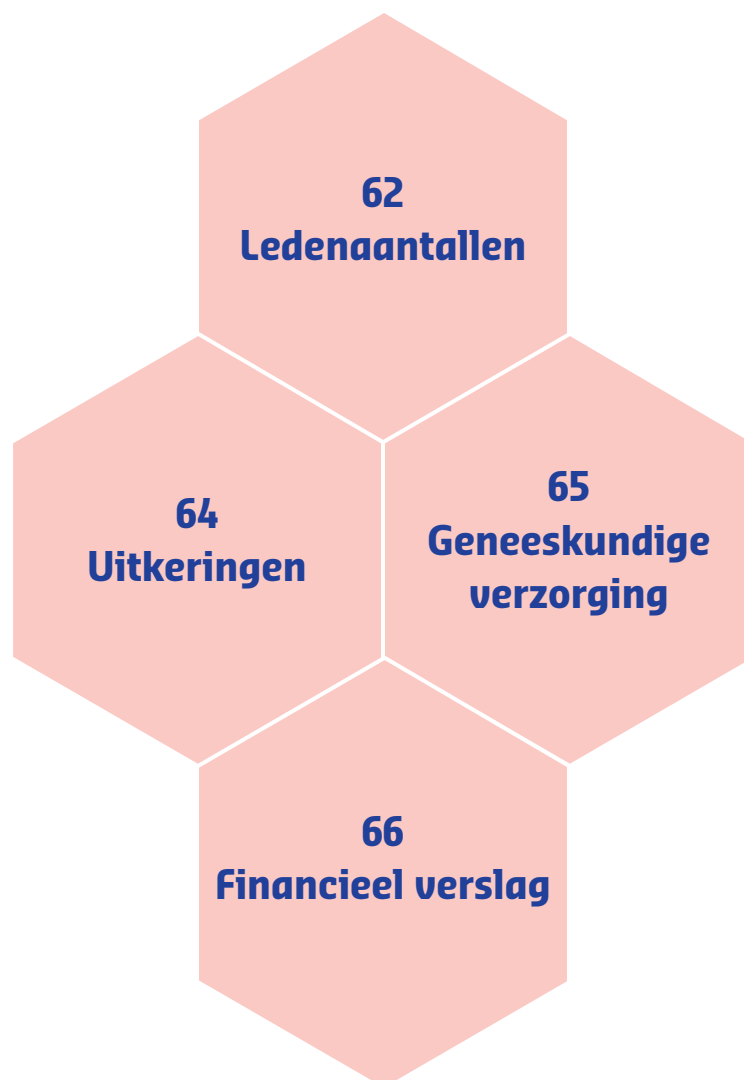 62
Ledenaantallen
64
Uitkeringen
65
Geneeskundige
verzorging
66
Financieel verslag